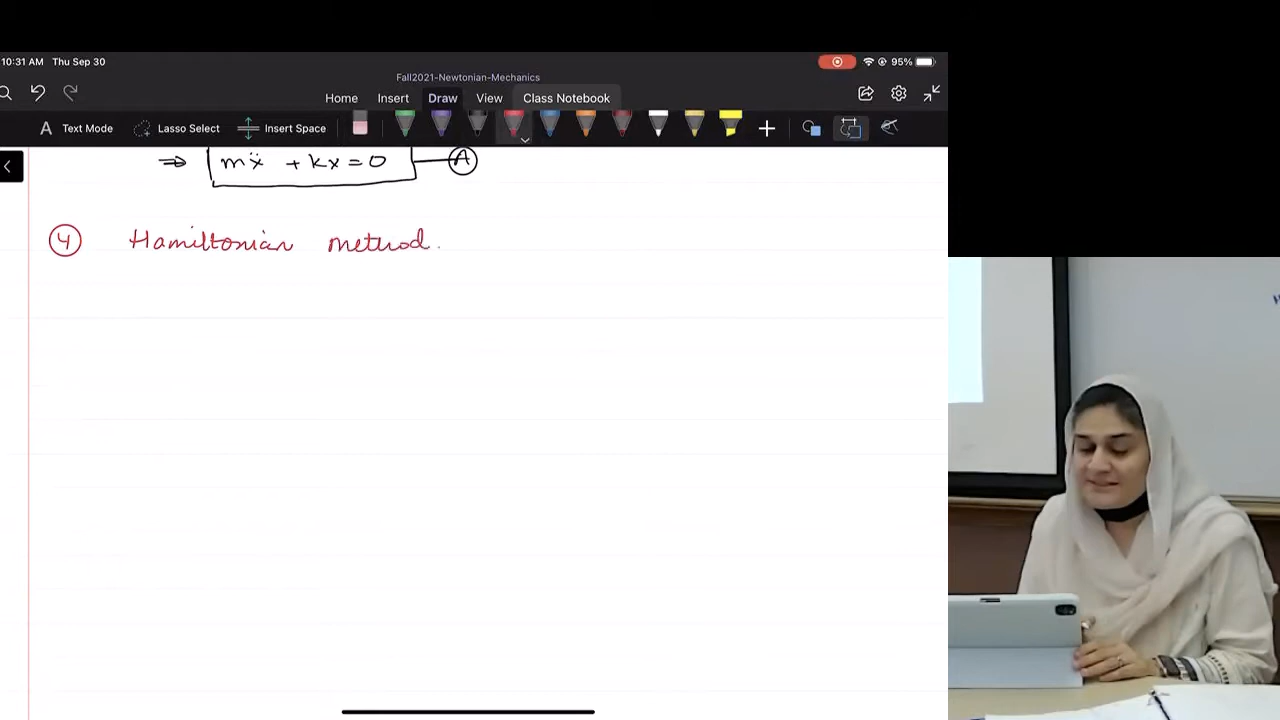 10:31 AM Thu Sep 30
95%
Fall2021-Newtonian-Mechanics
Home Insert Draw View Class Notebook
Text Mode Lasso Select Insert Space
⇒ mẍ + kx = 0 — A
4 Hamiltonian method.